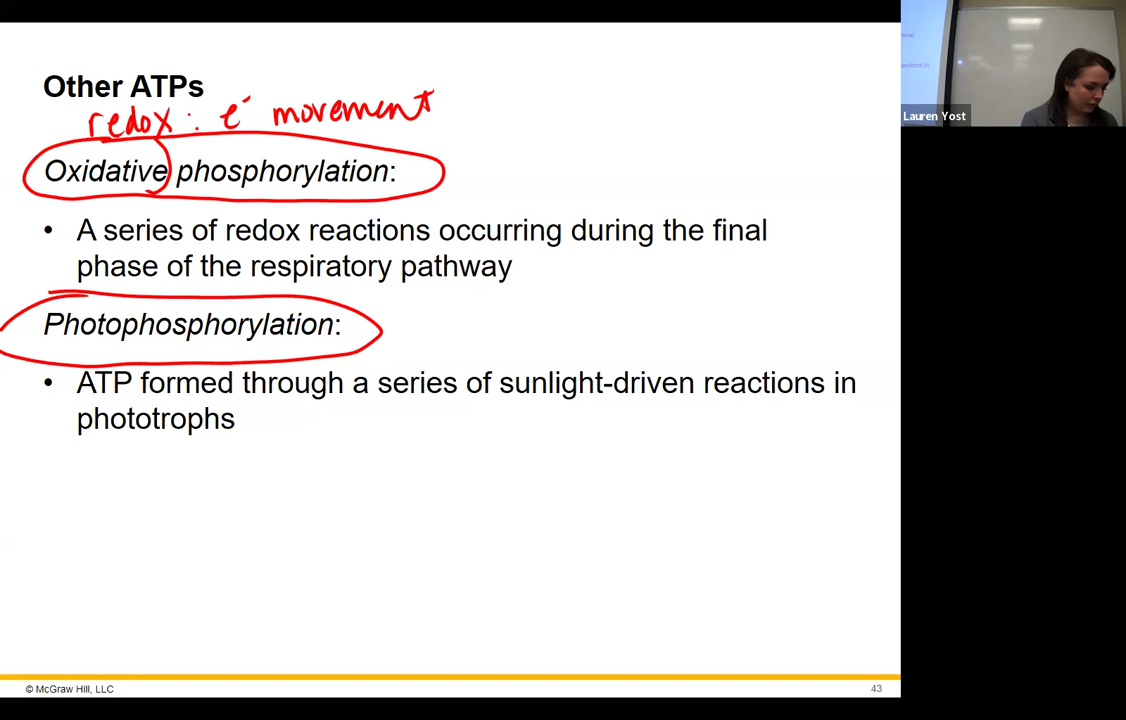 Other ATPs
redox: e⁻ movement
Oxidative phosphorylation:
• A series of redox reactions occurring during the final
phase of the respiratory pathway
Photophosphorylation:
• ATP formed through a series of sunlight-driven reactions in
phototrophs
© McGraw Hill, LLC
43
Lauren Yost